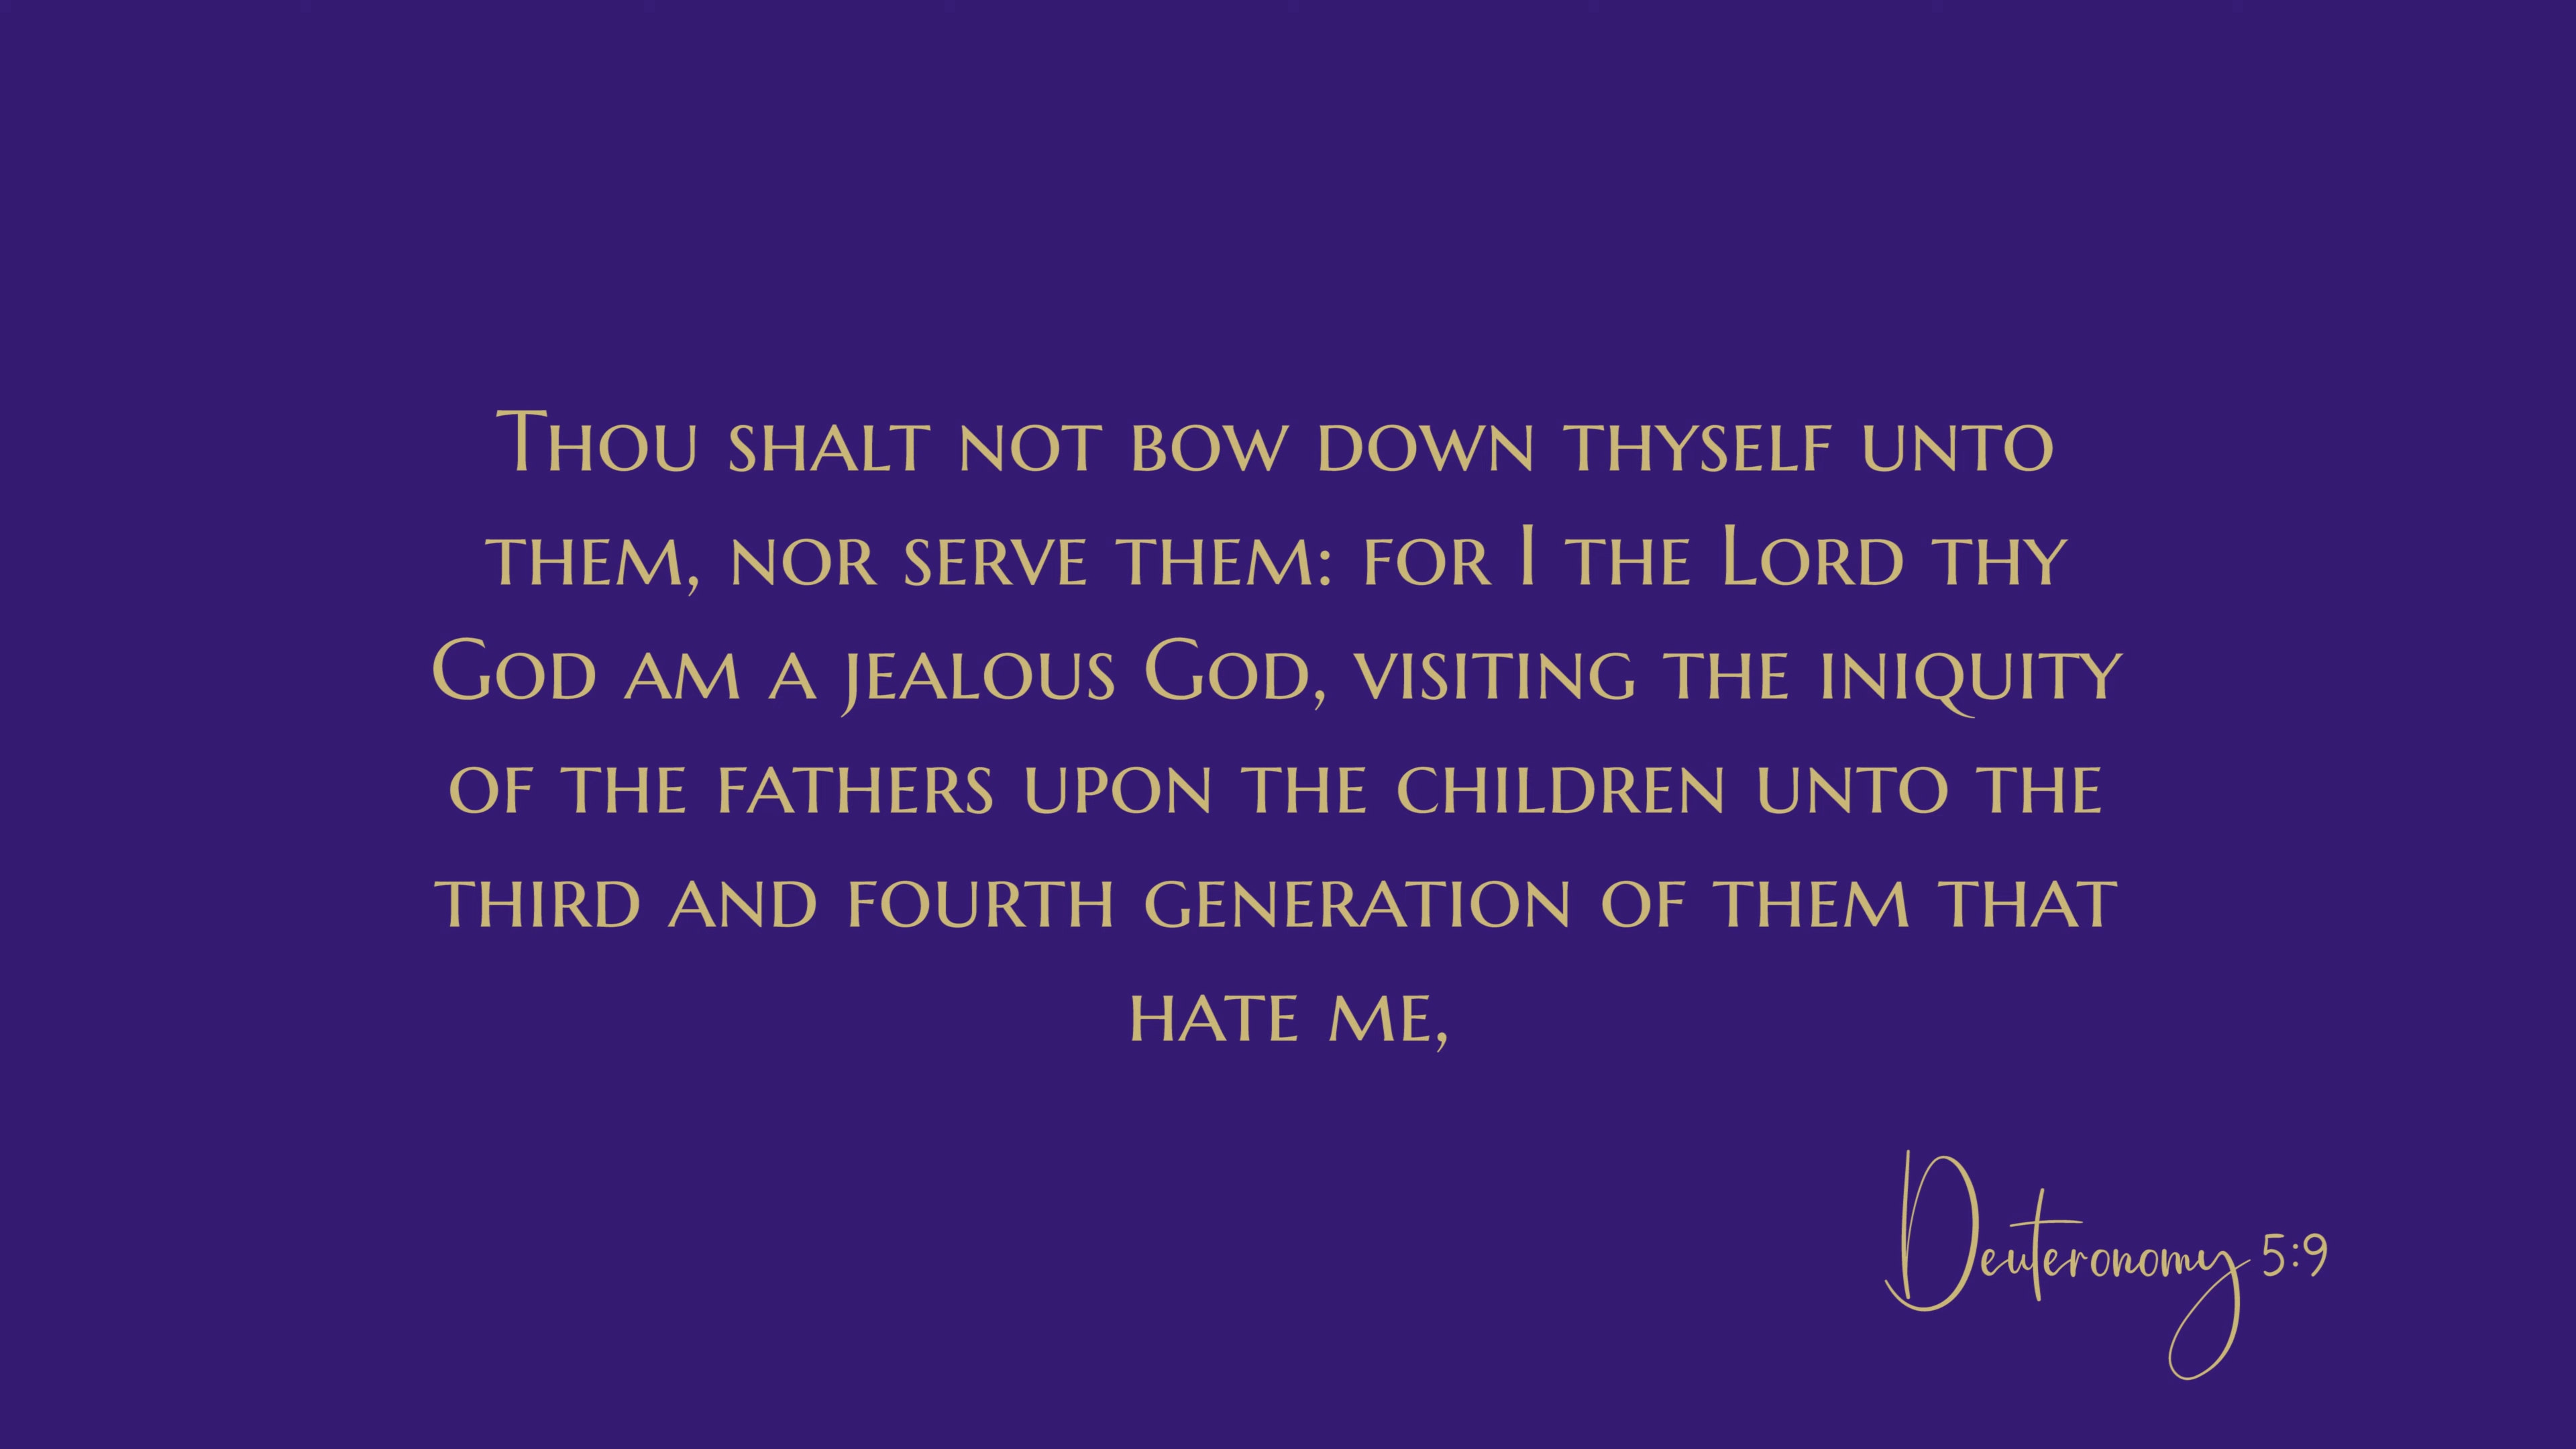 Thou shalt not bow down thyself unto
them, nor serve them: for I the Lord thy
God am a jealous God, visiting the iniquity
of the fathers upon the children unto the
third and fourth generation of them that
hate me,
Deuteronomy 5:9